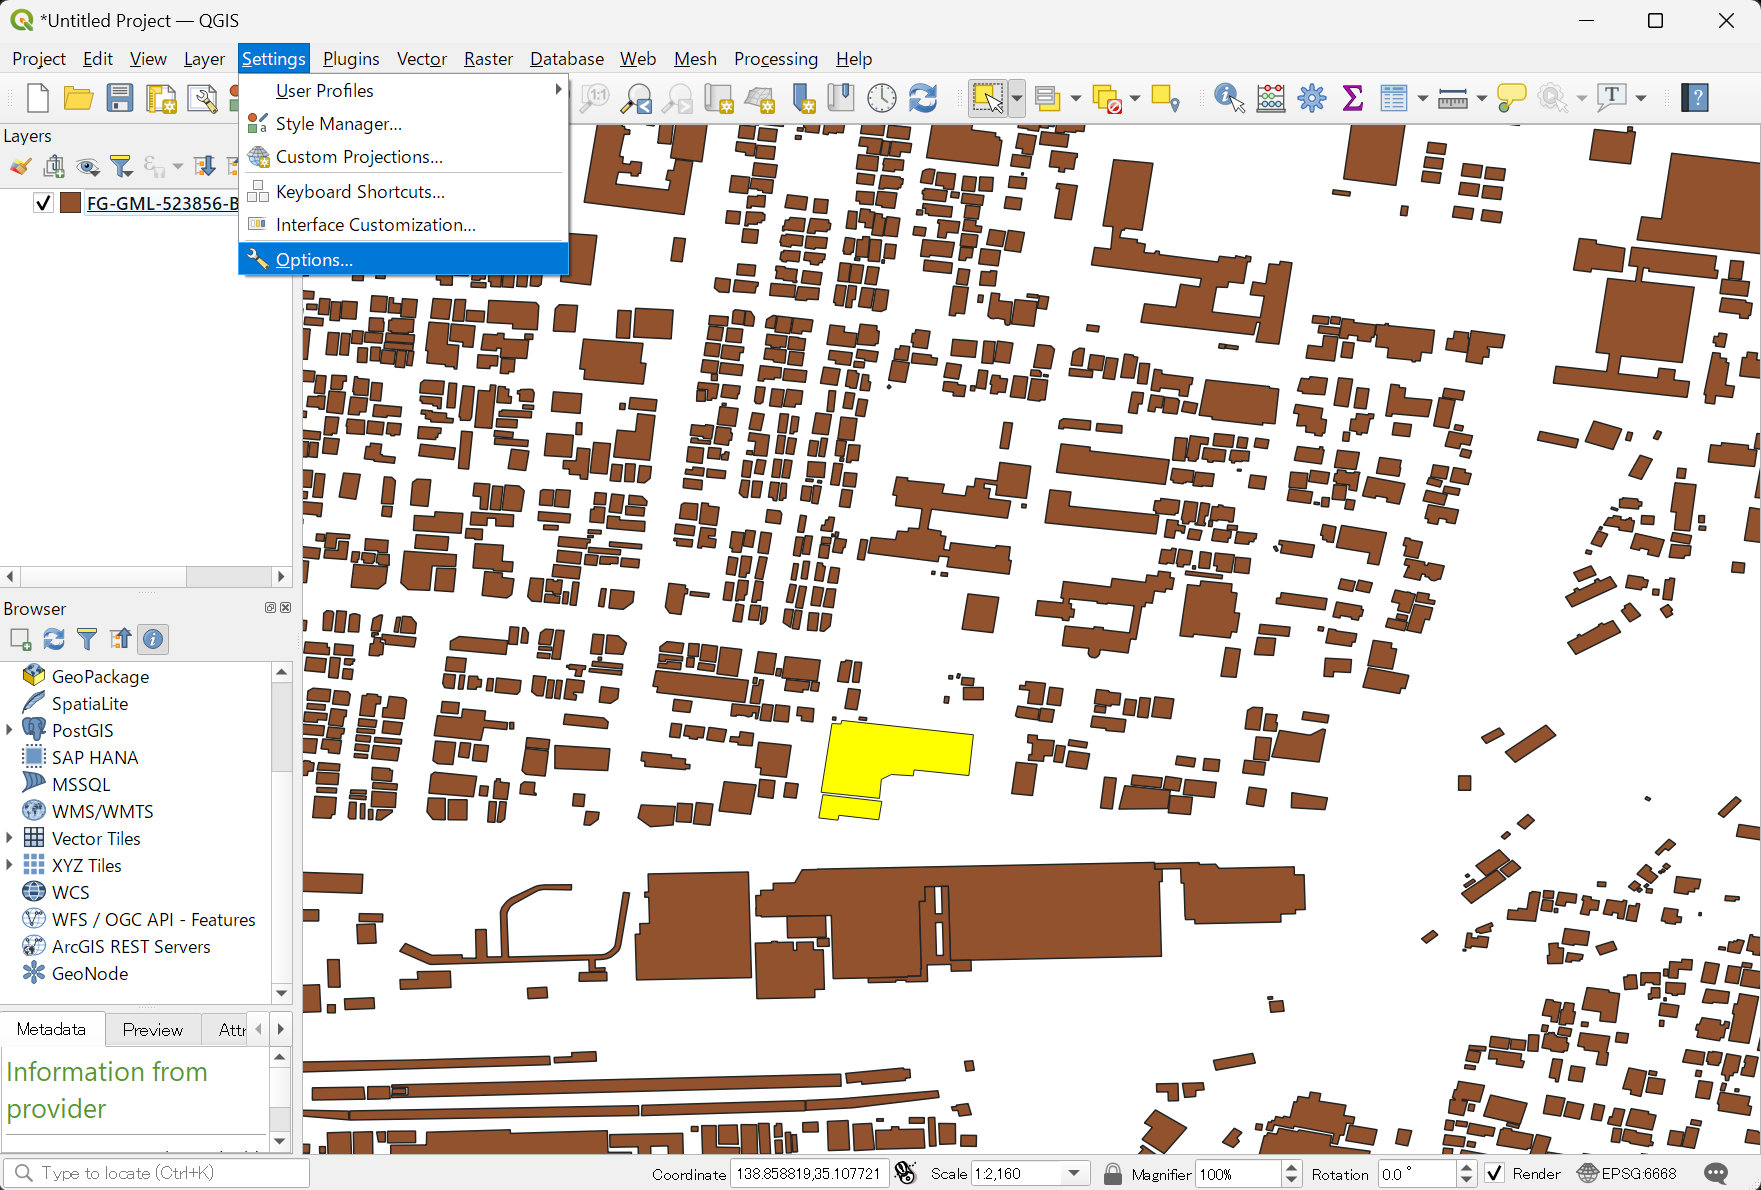 *Untitled Project — QGIS
Project Edit View Layer Settings Plugins Vector Raster Database Web Mesh Processing Help
User Profiles
Style Manager...
Custom Projections...
Keyboard Shortcuts...
Interface Customization...
Options...
1:1
T
?
Layers
FG-GML-523856-B
Browser
GeoPackage
SpatiaLite
PostGIS
SAP HANA
MSSQL
WMS/WMTS
Vector Tiles
XYZ Tiles
WCS
WFS / OGC API - Features
ArcGIS REST Servers
GeoNode
Metadata Preview Attr
Information from
provider
Type to locate (Ctrl+K) Coordinate 138.858819,35.107721 Scale 1:2,160 Magnifier 100% Rotation 0.0 ° Render EPSG:6668